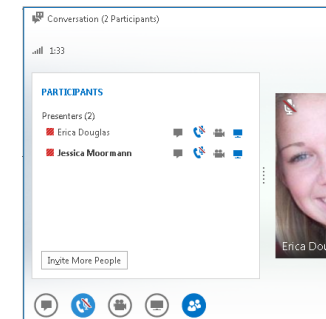 Conversation (2 Participants)
1:33
PARTICIPANTS
Presenters (2)
Erica Douglas
Jessica Moormann
Erica Dou
Invite More People